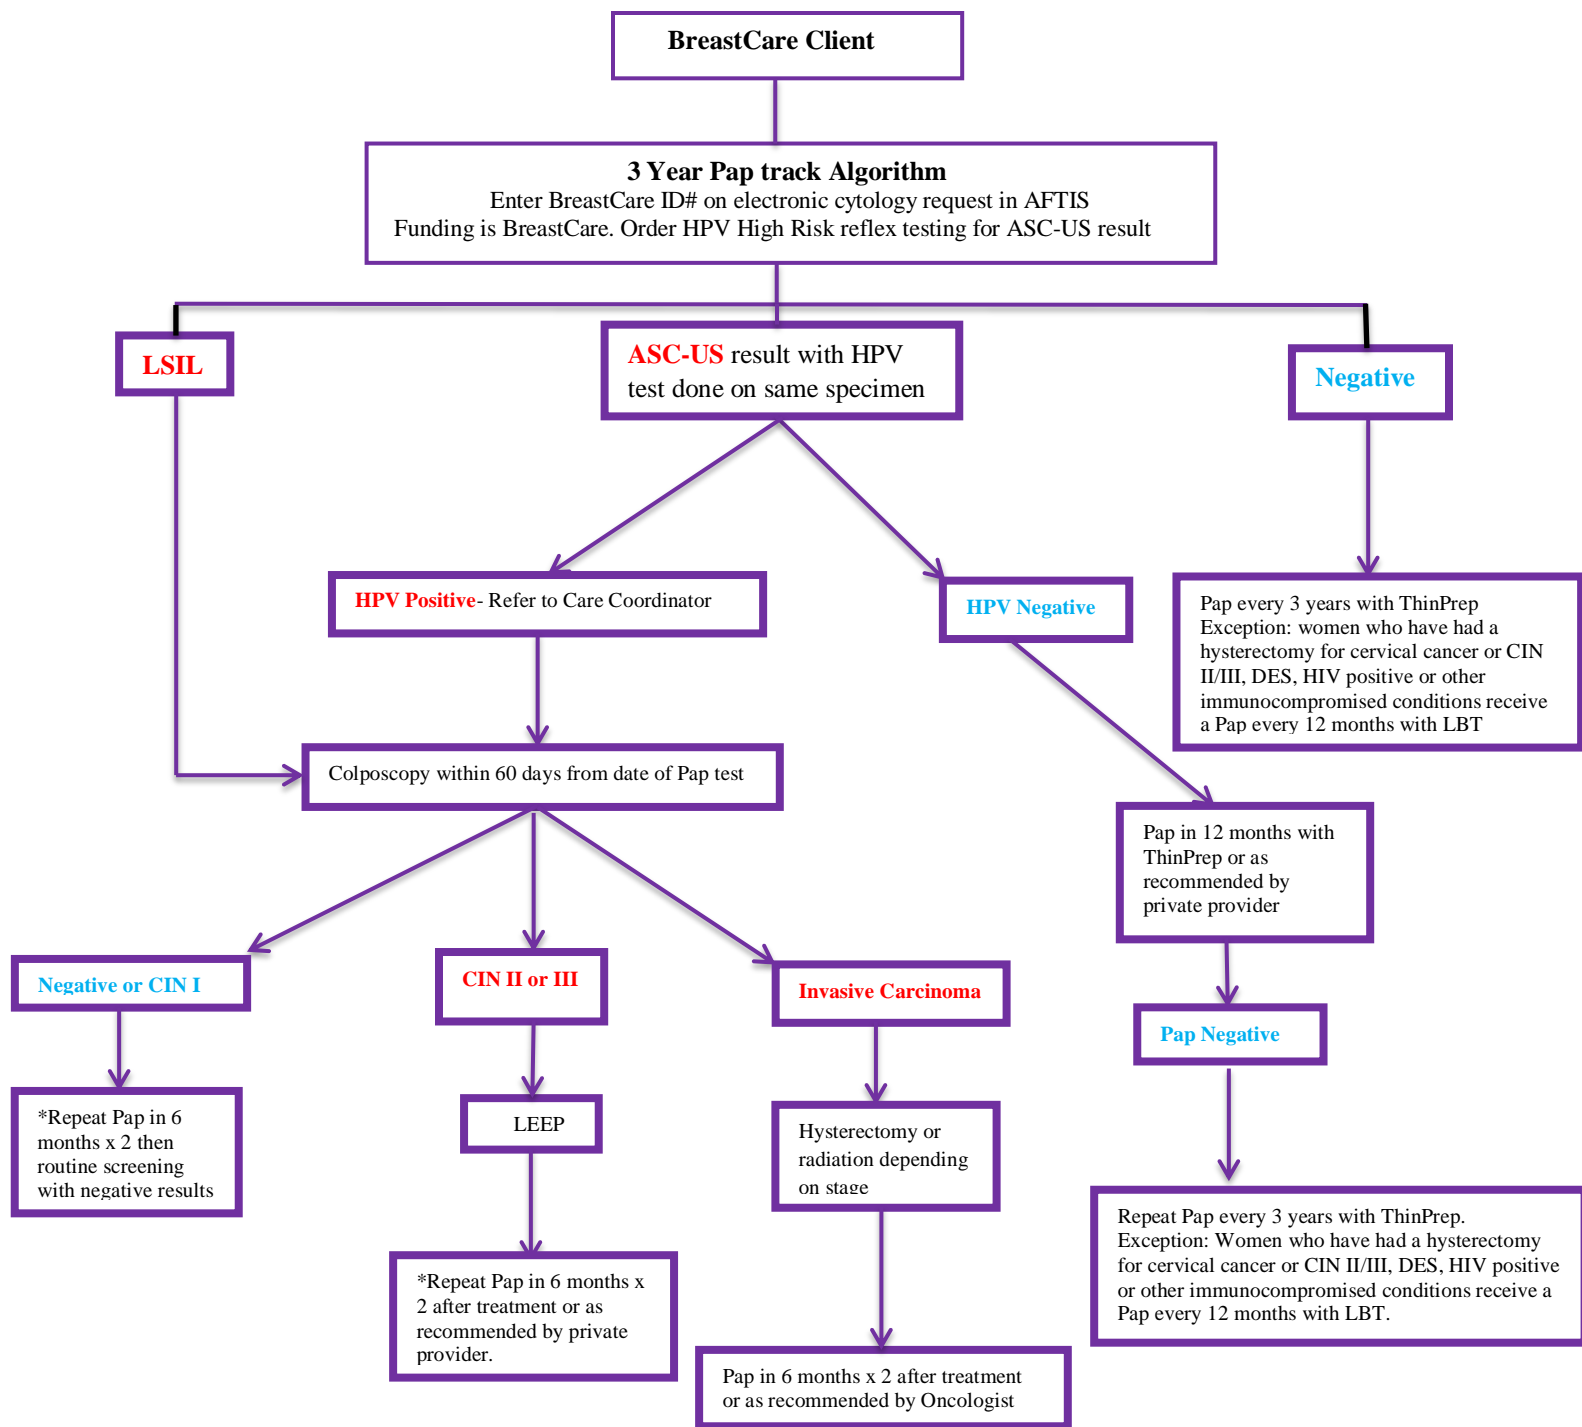 BreastCare Client
3 Year Pap track Algorithm
Enter BreastCare ID# on electronic cytology request in AFTIS
Funding is BreastCare. Order HPV High Risk reflex testing for ASC-US result
LSIL
ASC-US result with HPV
test done on same specimen
Negative
HPV Positive- Refer to Care Coordinator
HPV Negative
Pap every 3 years with ThinPrep
Exception: women who have had a
hysterectomy for cervical cancer or CIN
II/III, DES, HIV positive or other
immunocompromised conditions receive
a Pap every 12 months with LBT
Colposcopy within 60 days from date of Pap test
Pap in 12 months with
ThinPrep or as
recommended by
private provider
Negative or CIN I
CIN II or III
Invasive Carcinoma
Pap Negative
*Repeat Pap in 6
months x 2 then
routine screening
with negative results
LEEP
Hysterectomy or
radiation depending
on stage
Repeat Pap every 3 years with ThinPrep.
Exception: Women who have had a hysterectomy
for cervical cancer or CIN II/III, DES, HIV positive
or other immunocompromised conditions receive a
Pap every 12 months with LBT.
*Repeat Pap in 6 months x
2 after treatment or as
recommended by private
provider.
Pap in 6 months x 2 after treatment
or as recommended by Oncologist